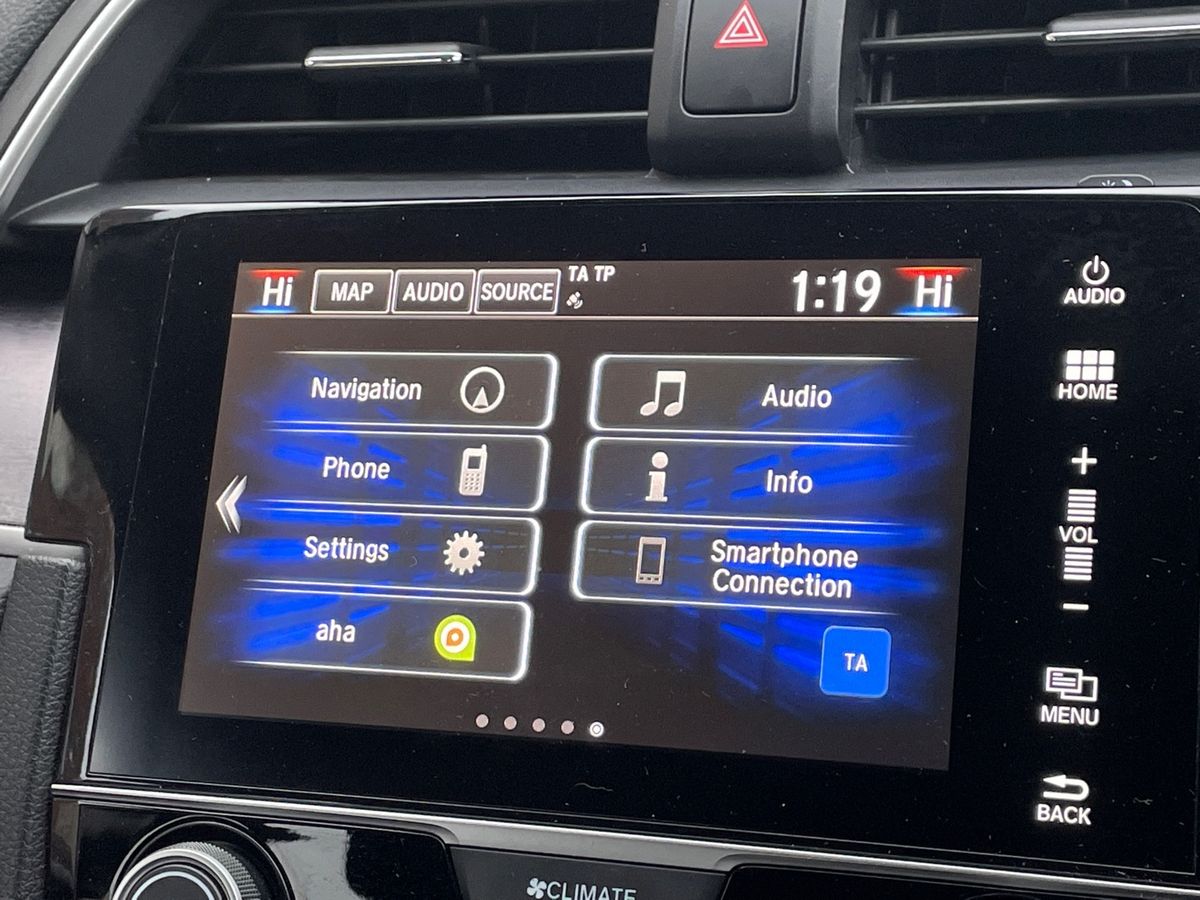 Hi MAP AUDIO SOURCE TA TP 1:19 Hi
Navigation
Audio
Phone
Info
Settings
Smartphone
Connection
aha
TA
AUDIO
HOME
+
VOL
−
MENU
BACK
CLIMATE